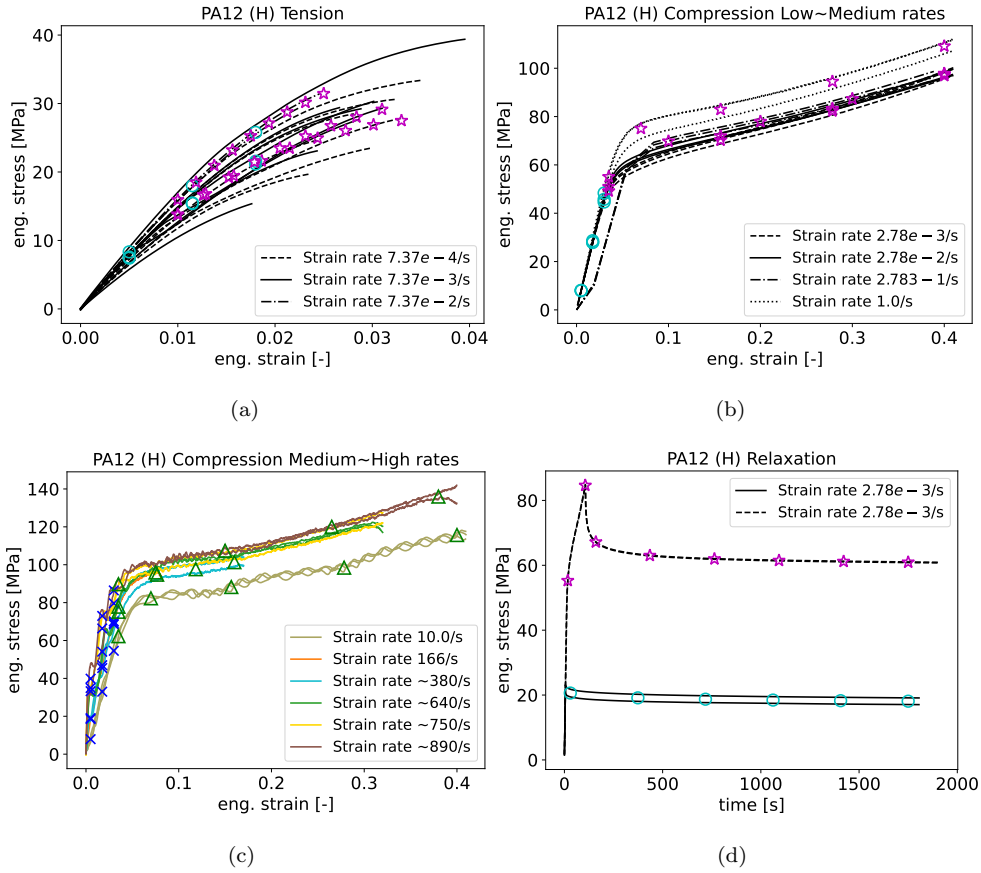 PA12 (H) Tension
40
30
20
10
0
eng. stress [MPa]
0.00 0.01 0.02 0.03 0.04
eng. strain [-]
Strain rate 7.37e − 4/s
Strain rate 7.37e − 3/s
Strain rate 7.37e − 2/s
(a)
PA12 (H) Compression Low~Medium rates
100
80
60
40
20
0
eng. stress [MPa]
0.0 0.1 0.2 0.3 0.4
eng. strain [-]
Strain rate 2.78e − 3/s
Strain rate 2.78e − 2/s
Strain rate 2.783 − 1/s
Strain rate 1.0/s
(b)
PA12 (H) Compression Medium~High rates
140
120
100
80
60
40
20
0
eng. stress [MPa]
0.0 0.1 0.2 0.3 0.4
eng. strain [-]
Strain rate 10.0/s
Strain rate 166/s
Strain rate ~380/s
Strain rate ~640/s
Strain rate ~750/s
Strain rate ~890/s
(c)
PA12 (H) Relaxation
80
60
40
20
0
eng. stress [MPa]
0 500 1000 1500 2000
time [s]
Strain rate 2.78e − 3/s
Strain rate 2.78e − 3/s
(d)